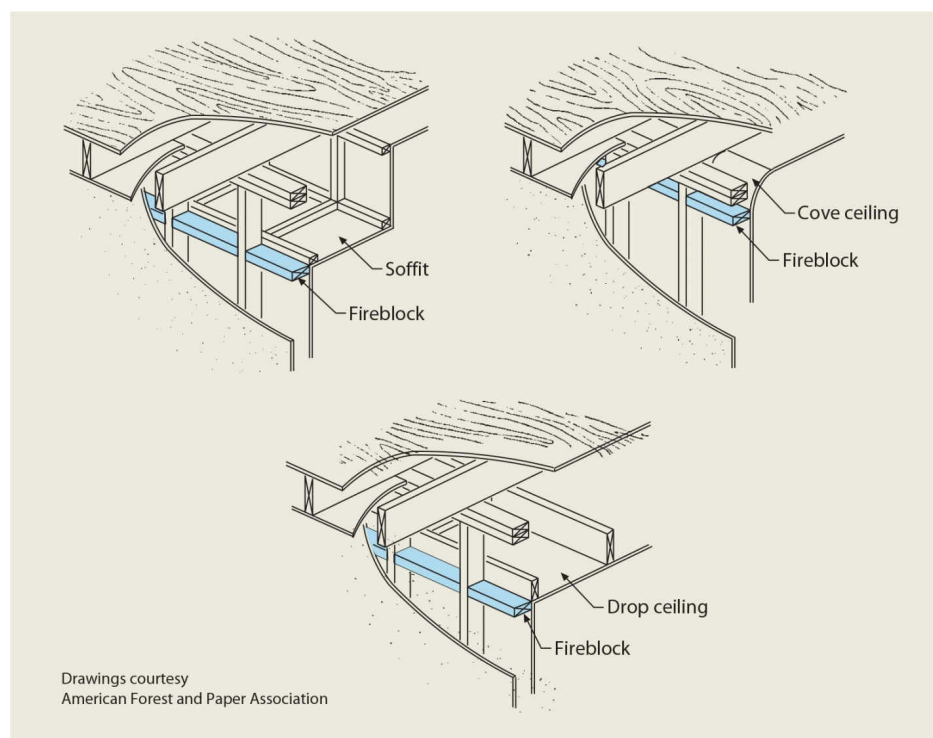 Soffit
Fireblock
Cove ceiling
Fireblock
Drop ceiling
Fireblock
Drawings courtesy
American Forest and Paper Association